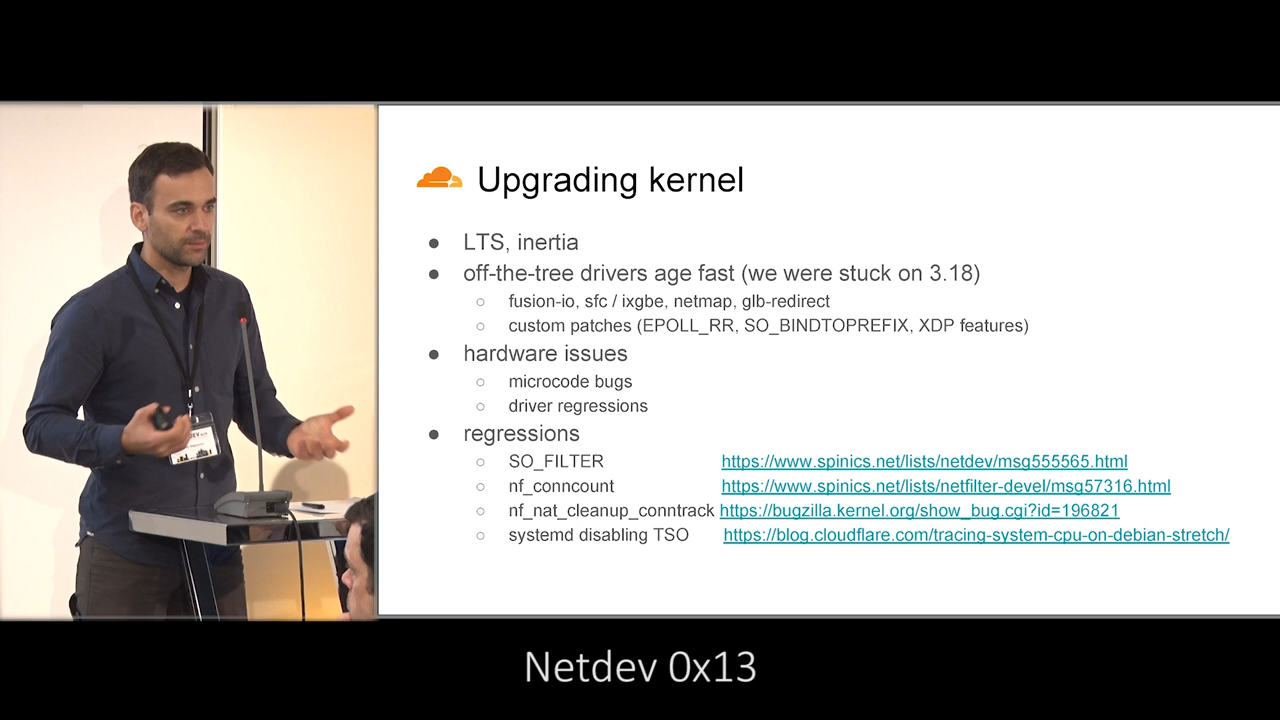 Upgrading kernel
● LTS, inertia
● off-the-tree drivers age fast (we were stuck on 3.18)
○ fusion-io, sfc / ixgbe, netmap, glb-redirect
○ custom patches (EPOLL_RR, SO_BINDTOPREFIX, XDP features)
● hardware issues
○ microcode bugs
○ driver regressions
● regressions
○ SO_FILTER https://www.spinics.net/lists/netdev/msg555565.html
○ nf_conncount https://www.spinics.net/lists/netfilter-devel/msg57316.html
○ nf_nat_cleanup_conntrack https://bugzilla.kernel.org/show_bug.cgi?id=196821
○ systemd disabling TSO https://blog.cloudflare.com/tracing-system-cpu-on-debian-stretch/
Netdev 0x13